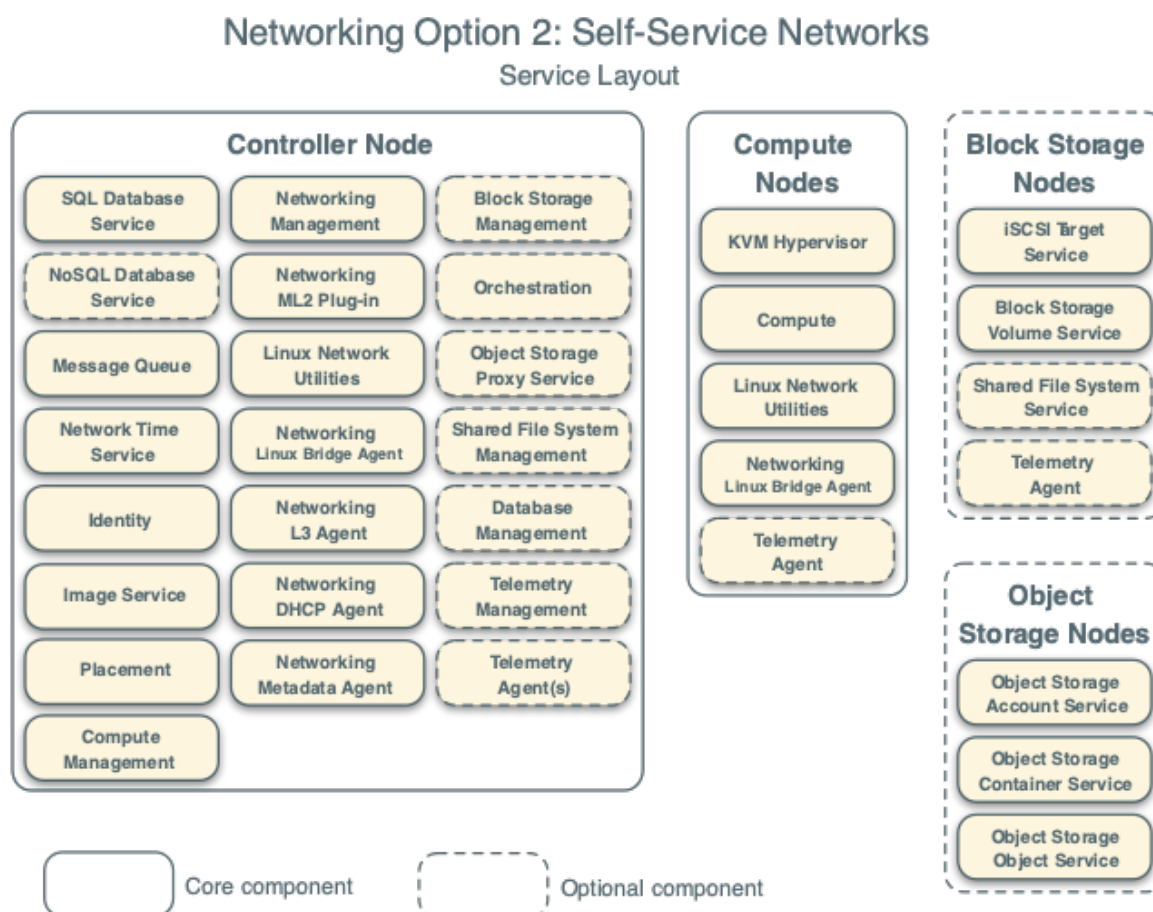 Networking Option 2: Self-Service Networks
Service Layout
Controller Node
SQL Database
Service
Networking
Management
Block Storage
Management
NoSQL Database
Service
Networking
ML2 Plug-in
Orchestration
Message Queue
Linux Network
Utilities
Object Storage
Proxy Service
Network Time
Service
Networking
Linux Bridge Agent
Shared File System
Management
Identity
Networking
L3 Agent
Database
Management
Image Service
Networking
DHCP Agent
Telemetry
Management
Placement
Networking
Metadata Agent
Telemetry
Agent(s)
Compute
Management
Compute
Nodes
KVM Hypervisor
Compute
Linux Network
Utilities
Networking
Linux Bridge Agent
Telemetry
Agent
Block Storage
Nodes
iSCSI Target
Service
Block Storage
Volume Service
Shared File System
Service
Telemetry
Agent
Object
Storage Nodes
Object Storage
Account Service
Object Storage
Container Service
Object Storage
Object Service
Core component
Optional component